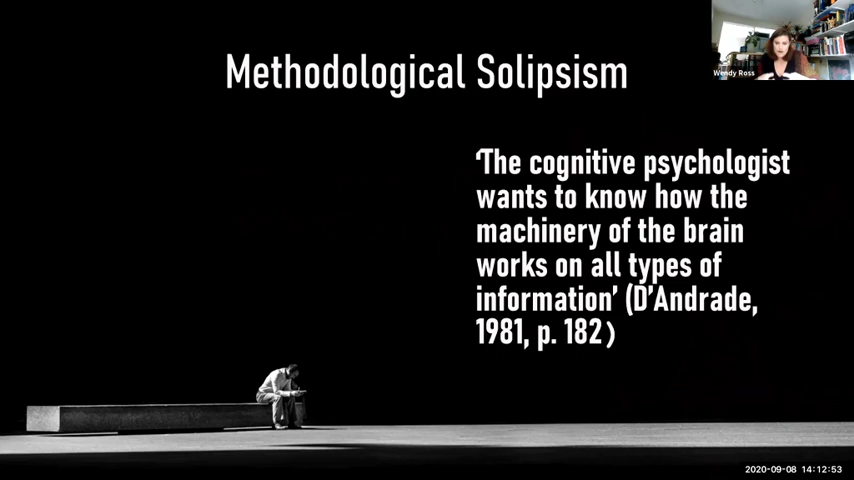 Wendy Ross
Methodological Solipsism
‘The cognitive psychologist
wants to know how the
machinery of the brain
works on all types of
information’ (D’Andrade,
1981, p. 182)
2020-09-08 14:12:53